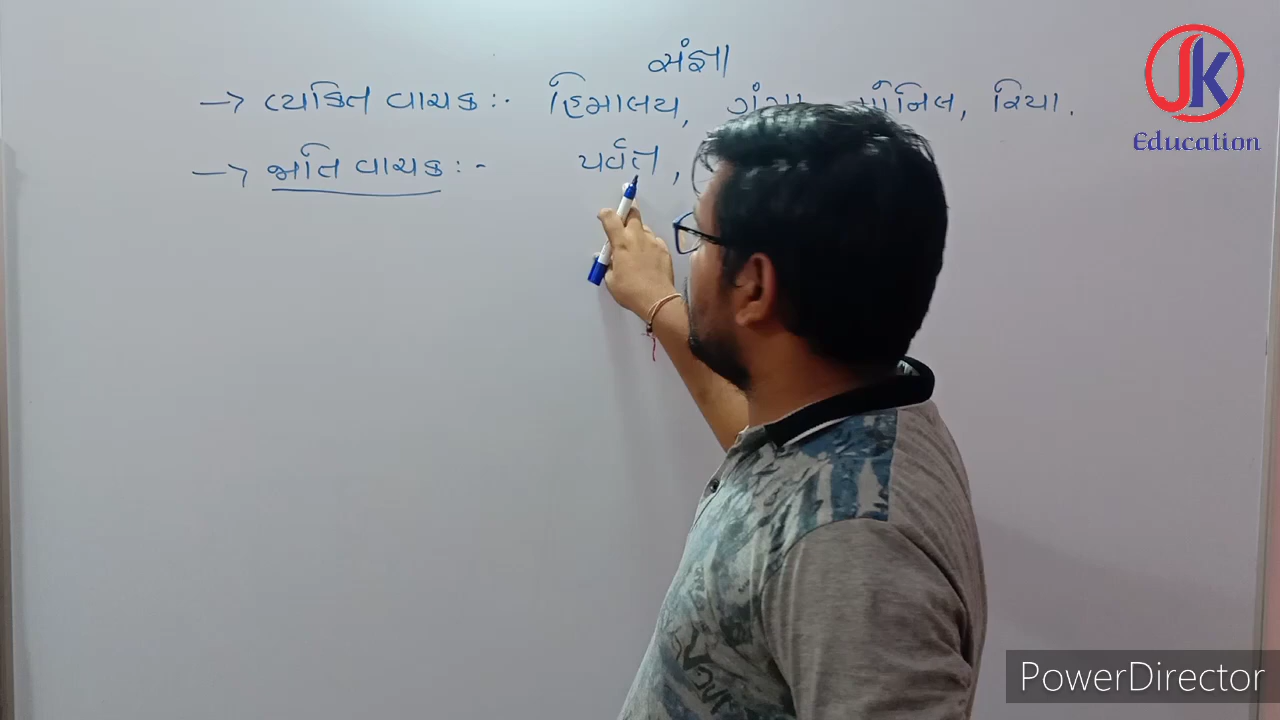 સંજ્ઞા
→ વ્યકિત વાચક :- હિમાલય, રિયા.
→ જાતિ વાચક :- પર્વત,
JK
Education
PowerDirector